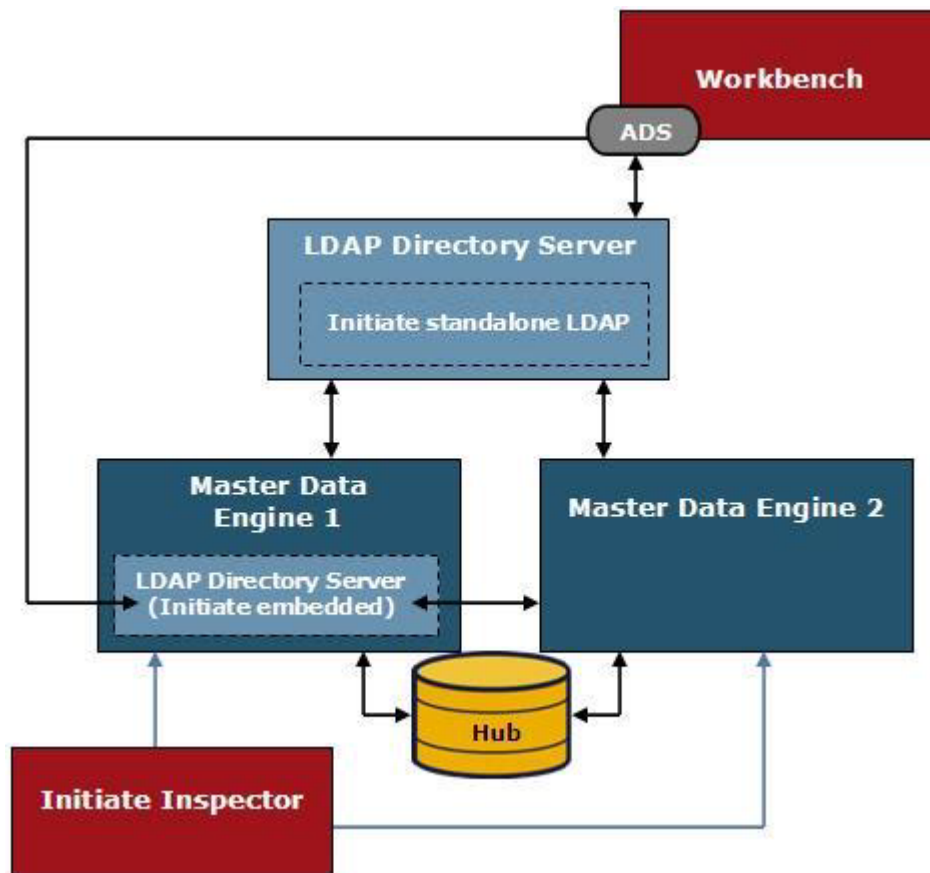 Workbench
ADS
LDAP Directory Server
Initiate standalone LDAP
Master Data
Engine 1
Master Data Engine 2
LDAP Directory Server
(Initiate embedded)
Hub
Initiate Inspector